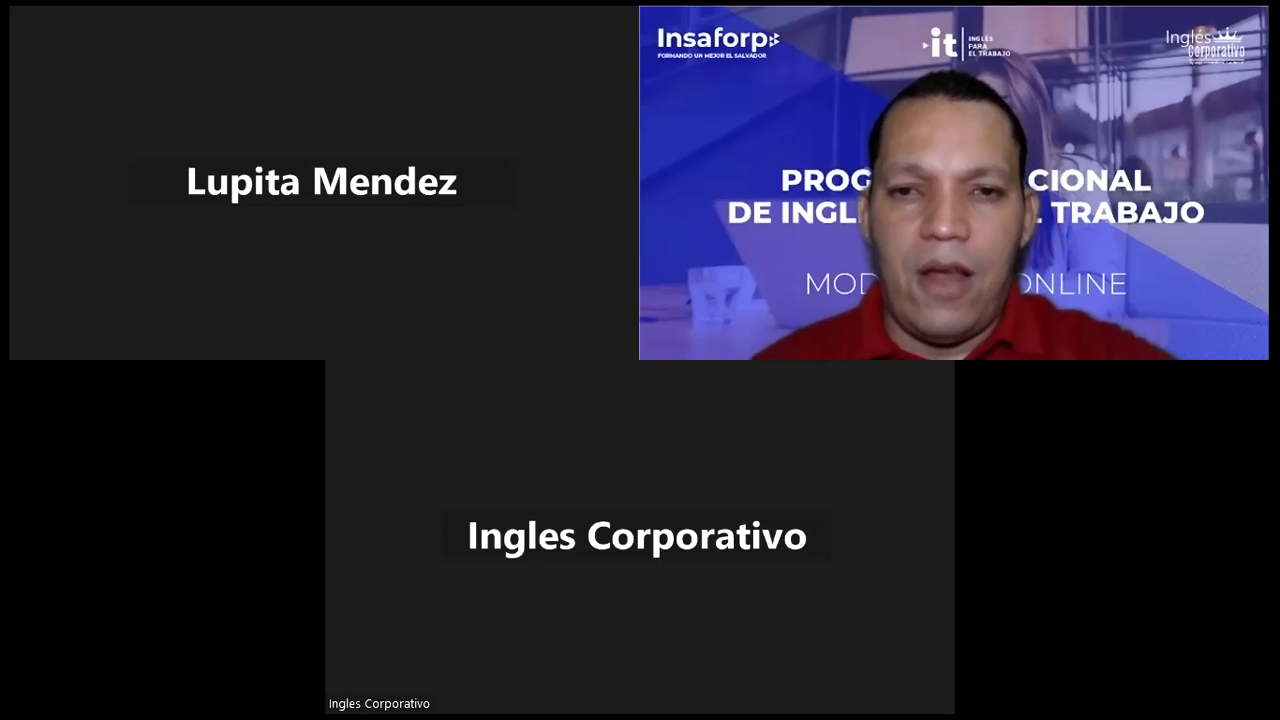 Lupita Mendez
Insaforp
FORMANDO UN MEJOR EL SALVADOR
it
INGLÉS
PARA
EL TRABAJO
Inglés
Corporativo
PROG CIONAL
DE INGL L TRABAJO
MOD ONLINE
Ingles Corporativo
Ingles Corporativo